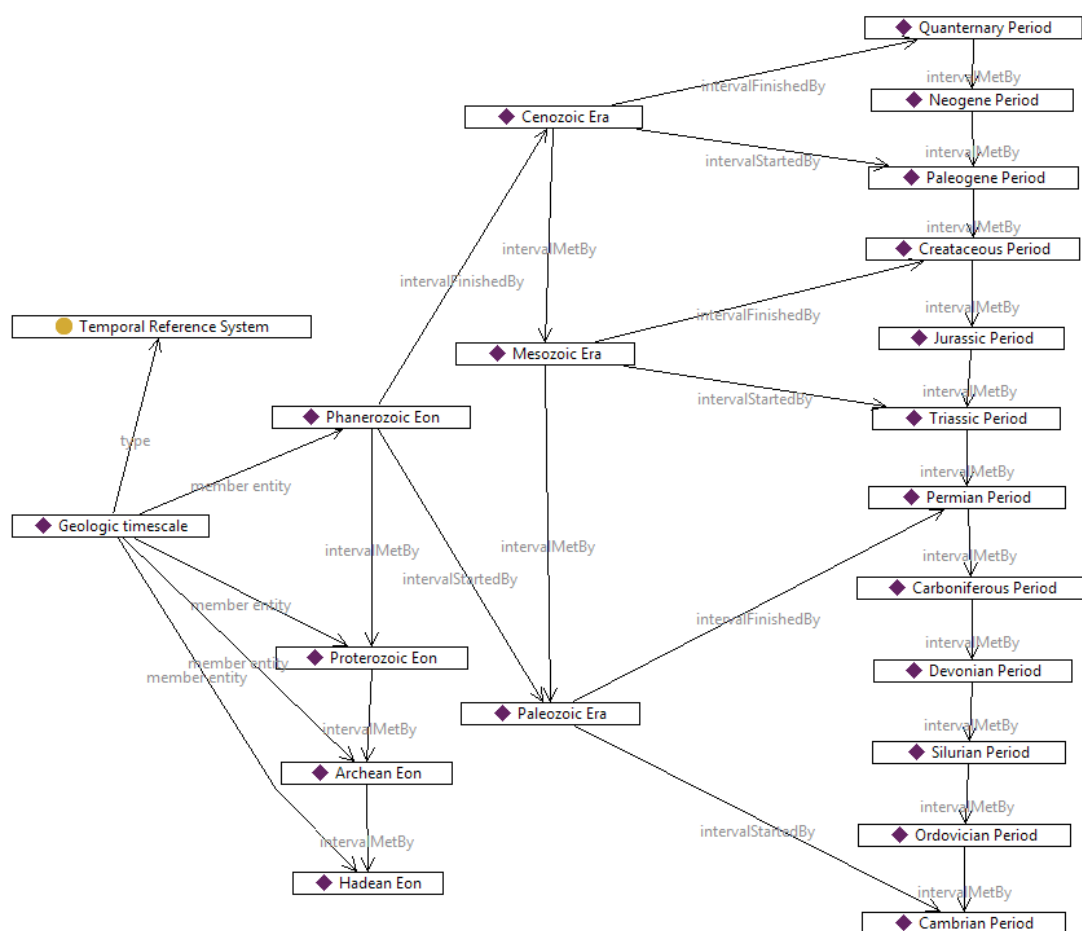 Quanternary Period
intervalFinishedBy
intervalMetBy
Neogene Period
Cenozoic Era
intervalStartedBy
intervalMetBy
Paleogene Period
intervalMetBy
intervalMetBy
Creataceous Period
intervalFinishedBy
intervalFinishedBy
intervalMetBy
Temporal Reference System
Jurassic Period
Mesozoic Era
intervalStartedBy
intervalMetBy
Phanerozoic Eon
Triassic Period
type
member entity
intervalMetBy
Permian Period
Geologic timescale
intervalMetBy
intervalMetBy
intervalMetBy
intervalStartedBy
Carboniferous Period
member entity
intervalFinishedBy
intervalMetBy
Proterozoic Eon
member entity
member entity
Devonian Period
Paleozoic Era
intervalMetBy
intervalMetBy
Silurian Period
Archean Eon
intervalMetBy
intervalStartedBy
Ordovician Period
intervalMetBy
Hadean Eon
intervalMetBy
Cambrian Period